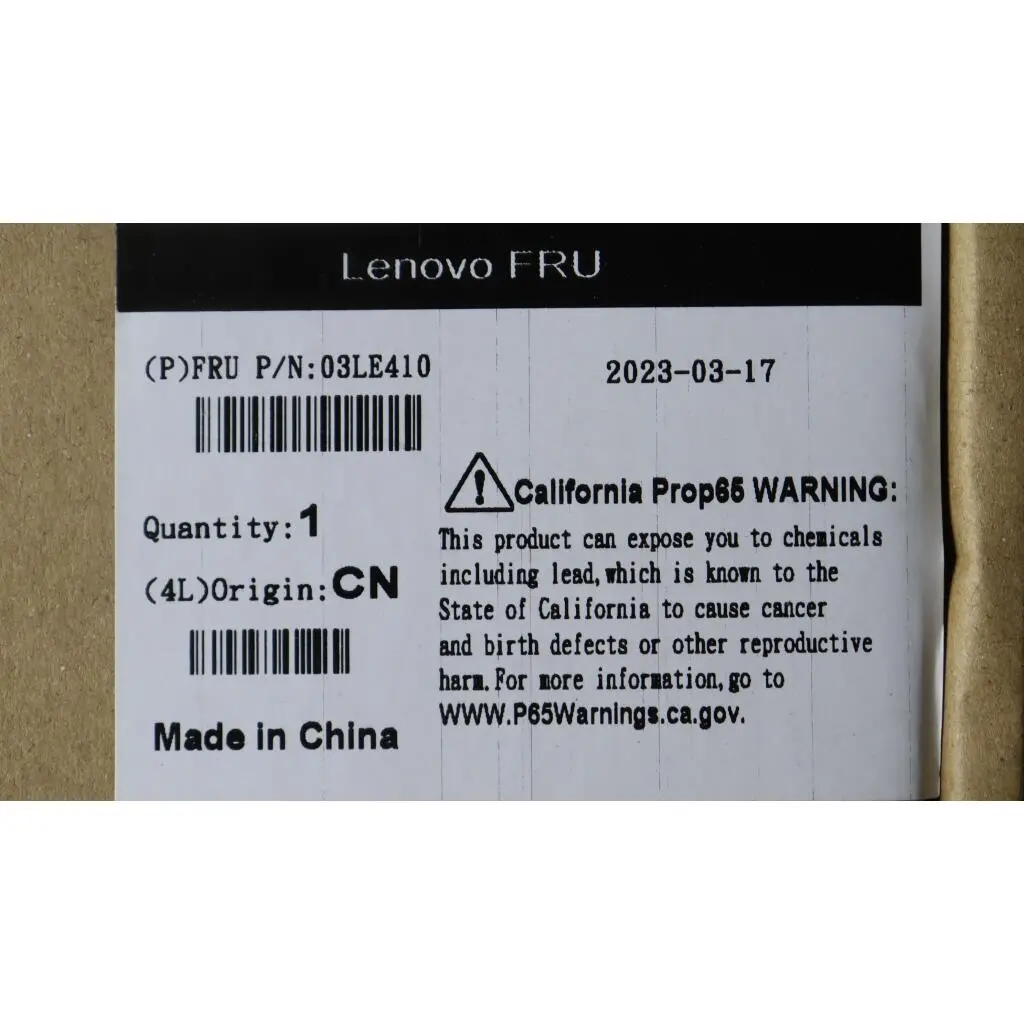 Lenovo FRU
(P)FRU P/N:03LE410
2023-03-17
Quantity:1
(4L)Origin:CN
Made in China
California Prop65 WARNING:
This product can expose you to chemicals
including lead,which is known to the
State of California to cause cancer
and birth defects or other reproductive
harm.For more information,go to
WWW.P65Warnings.ca.gov.